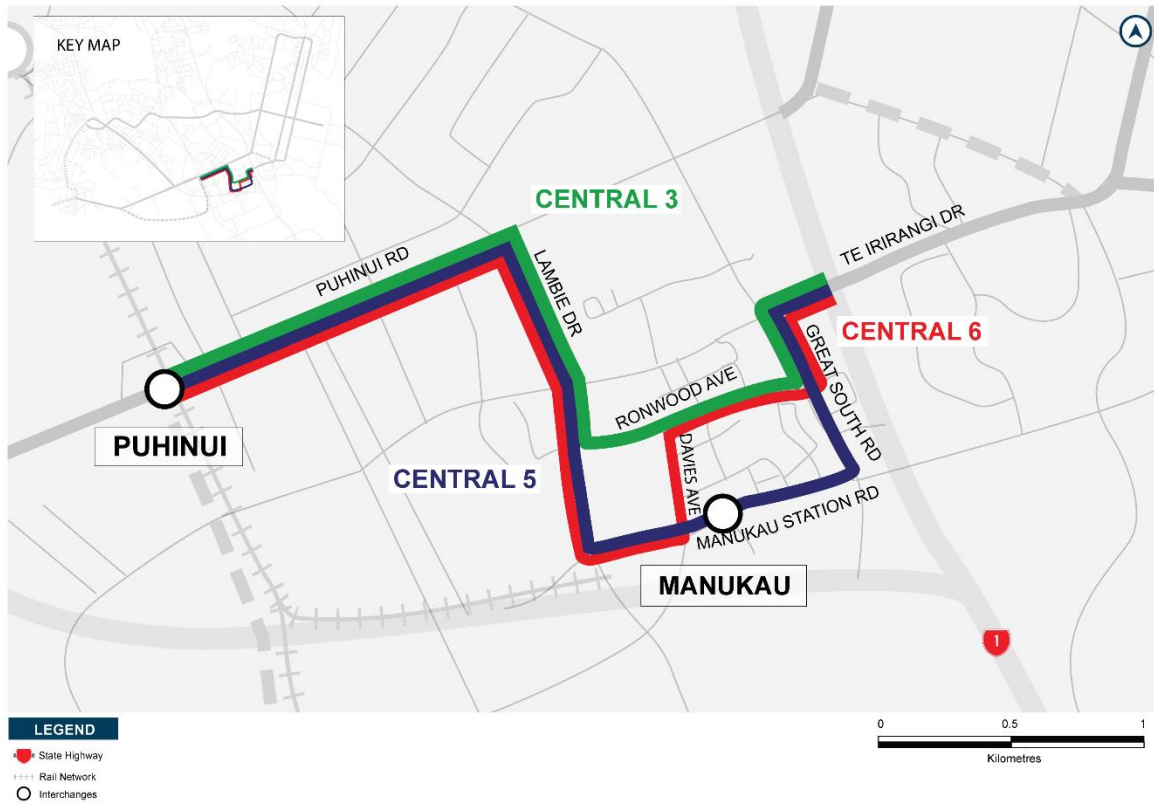 KEY MAP
CENTRAL 3
PUHINUI RD
LAMBIE DR
TE IRIRANGI DR
CENTRAL 6
GREAT SOUTH RD
RONWOOD AVE
PUHINUI
CENTRAL 5
DAVIES AVE
MANUKAU STATION RD
MANUKAU
1
LEGEND
State Highway
Rail Network
Interchanges
0 0.5 1
Kilometres